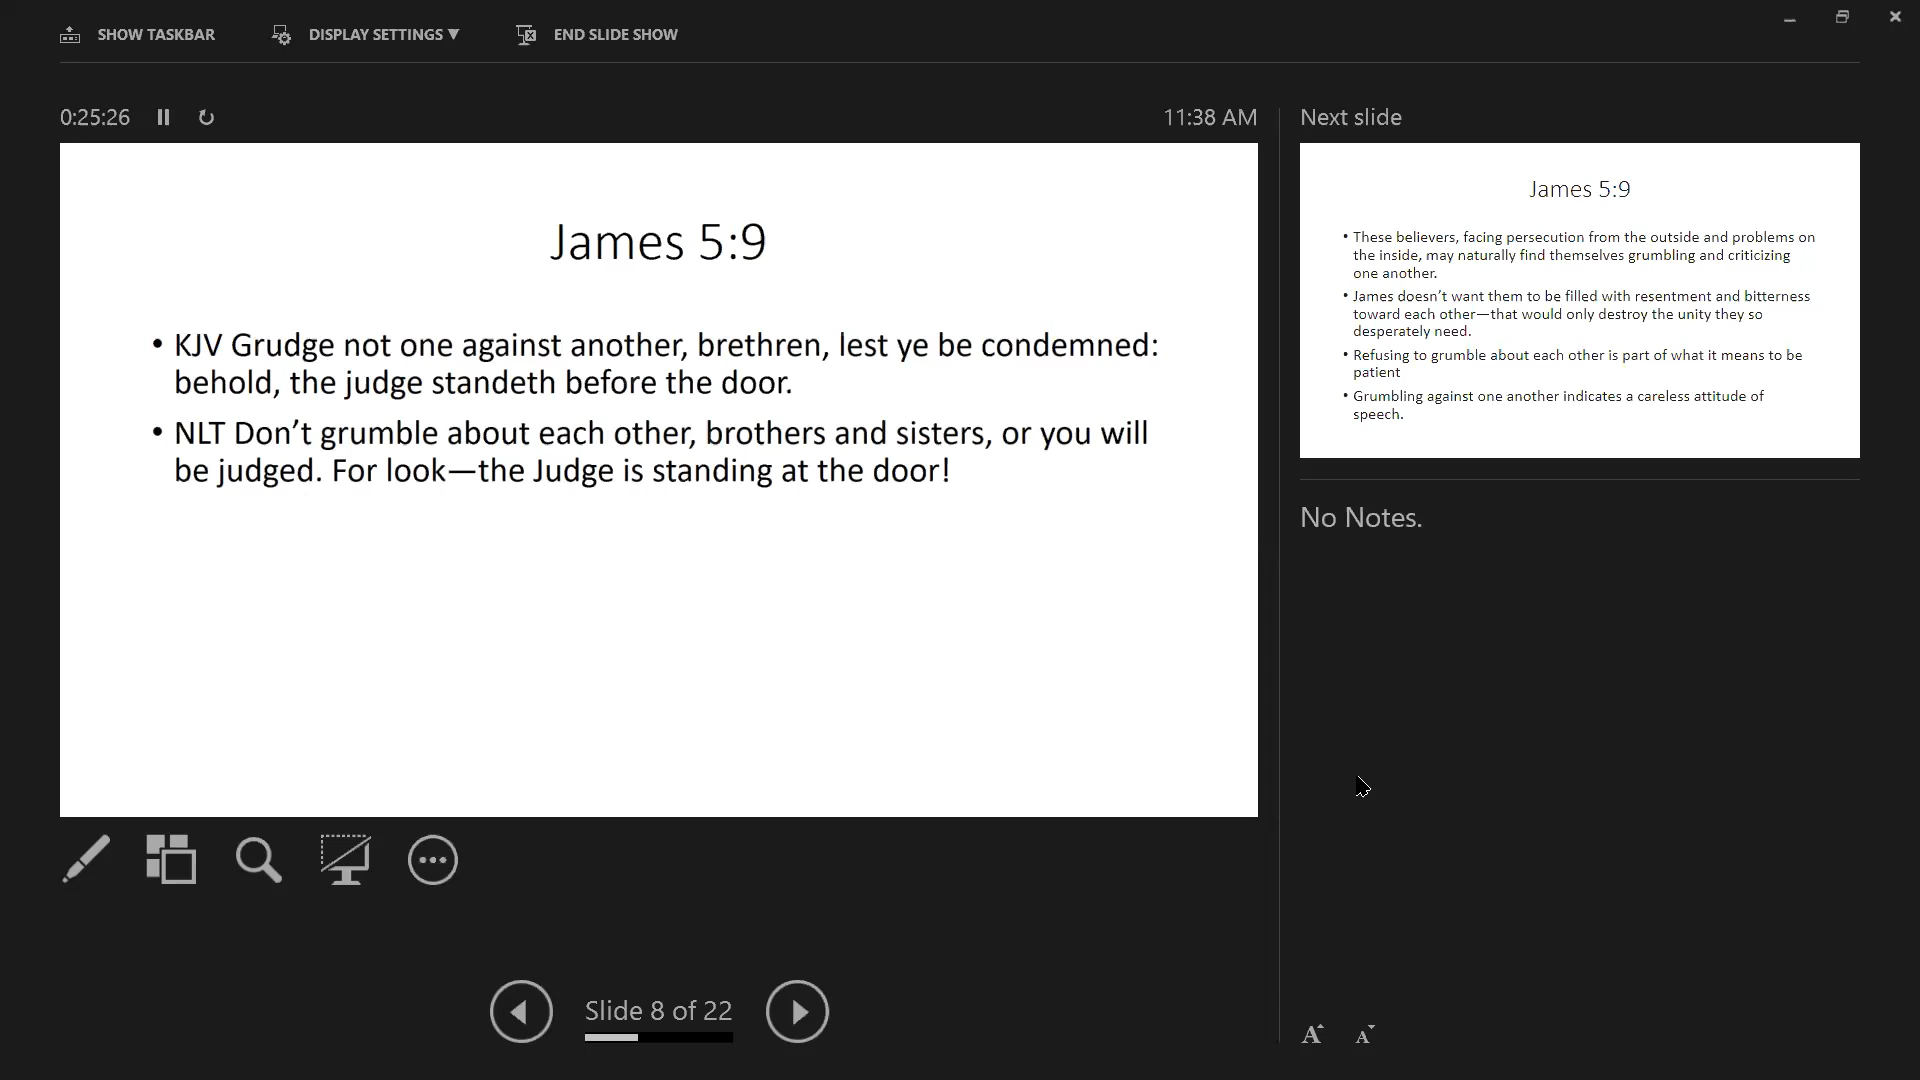 SHOW TASKBAR
DISPLAY SETTINGS ▼
END SLIDE SHOW
0:25:26
11:38 AM
James 5:9
• KJV Grudge not one against another, brethren, lest ye be condemned:
behold, the judge standeth before the door.
• NLT Don’t grumble about each other, brothers and sisters, or you will
be judged. For look—the Judge is standing at the door!
Slide 8 of 22
Next slide
James 5:9
• These believers, facing persecution from the outside and problems on
the inside, may naturally find themselves grumbling and criticizing
one another.
• James doesn’t want them to be filled with resentment and bitterness
toward each other—that would only destroy the unity they so
desperately need.
• Refusing to grumble about each other is part of what it means to be
patient
• Grumbling against one another indicates a careless attitude of
speech.
No Notes.
A A